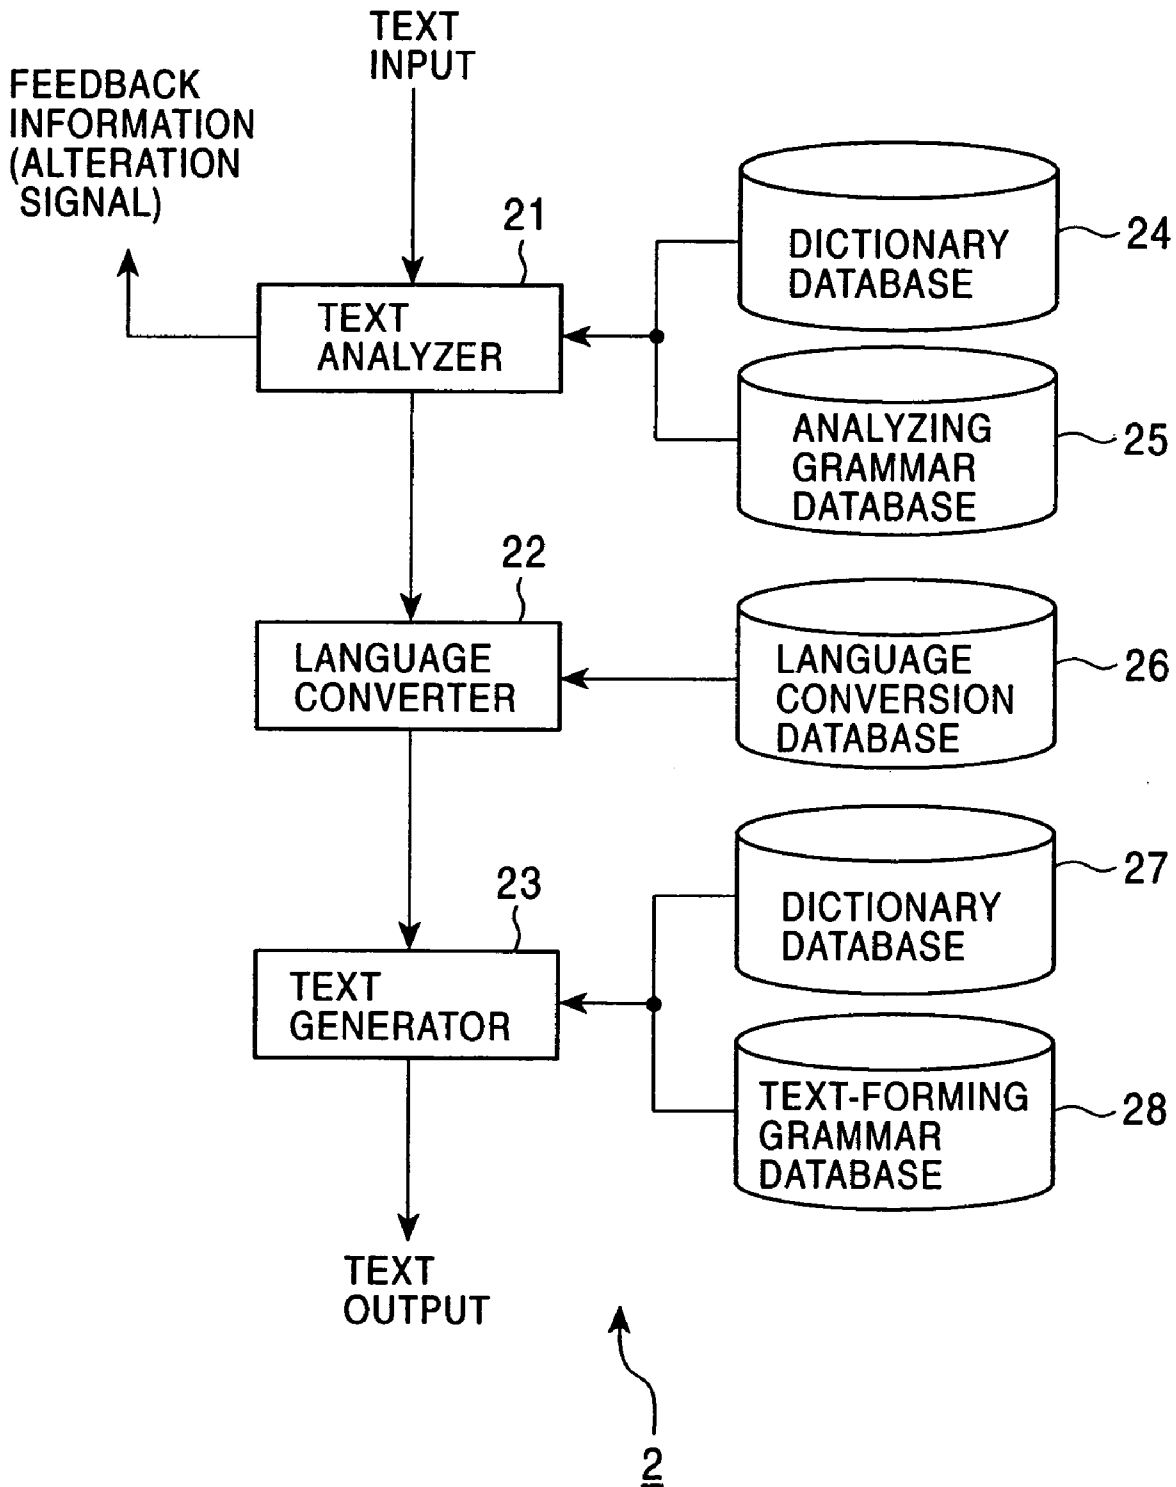 TEXT
INPUT
FEEDBACK
INFORMATION
(ALTERATION
SIGNAL)
21
TEXT
ANALYZER
DICTIONARY
DATABASE
24
ANALYZING
GRAMMAR
DATABASE
25
22
LANGUAGE
CONVERTER
LANGUAGE
CONVERSION
DATABASE
26
23
TEXT
GENERATOR
DICTIONARY
DATABASE
27
TEXT-FORMING
GRAMMAR
DATABASE
28
TEXT
OUTPUT
2